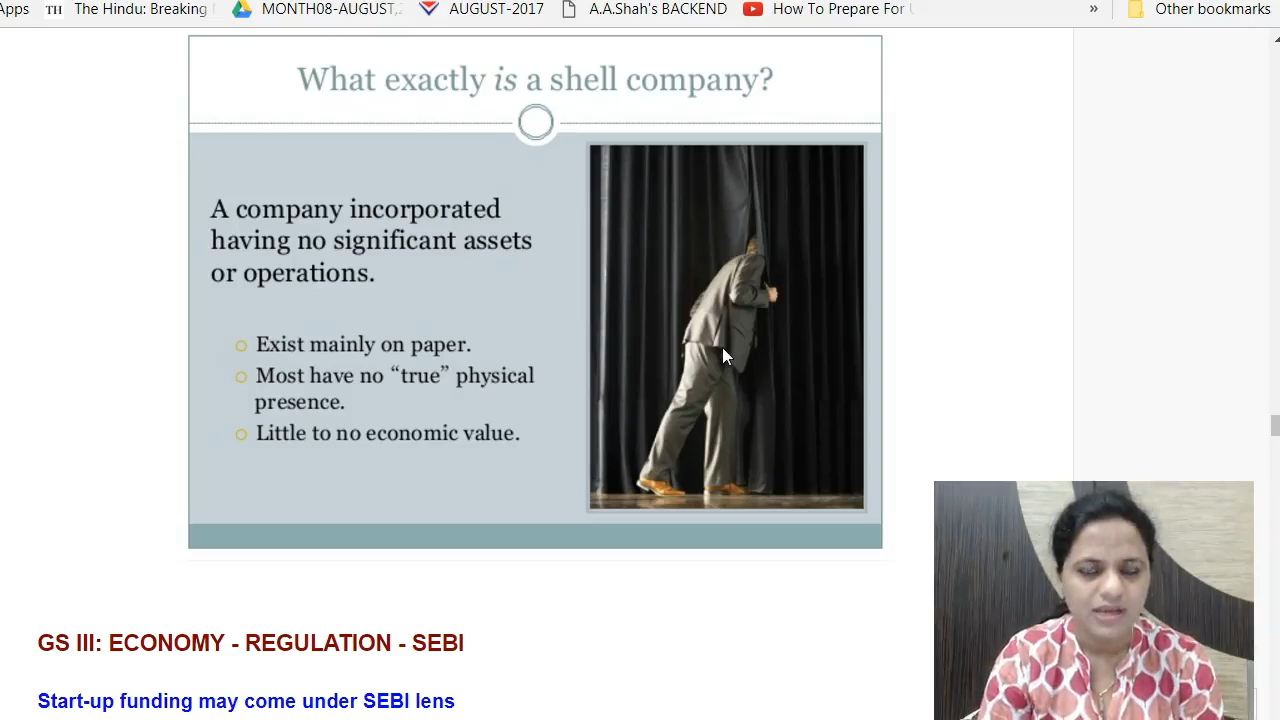 Apps TH The Hindu: Breaking MONTH08-AUGUST, AUGUST-2017 A.A.Shah's BACKEND How To Prepare For » Other bookmarks
What exactly is a shell company?
A company incorporated
having no significant assets
or operations.
Exist mainly on paper.
Most have no “true” physical
presence.
Little to no economic value.
GS III: ECONOMY - REGULATION - SEBI
Start-up funding may come under SEBI lens